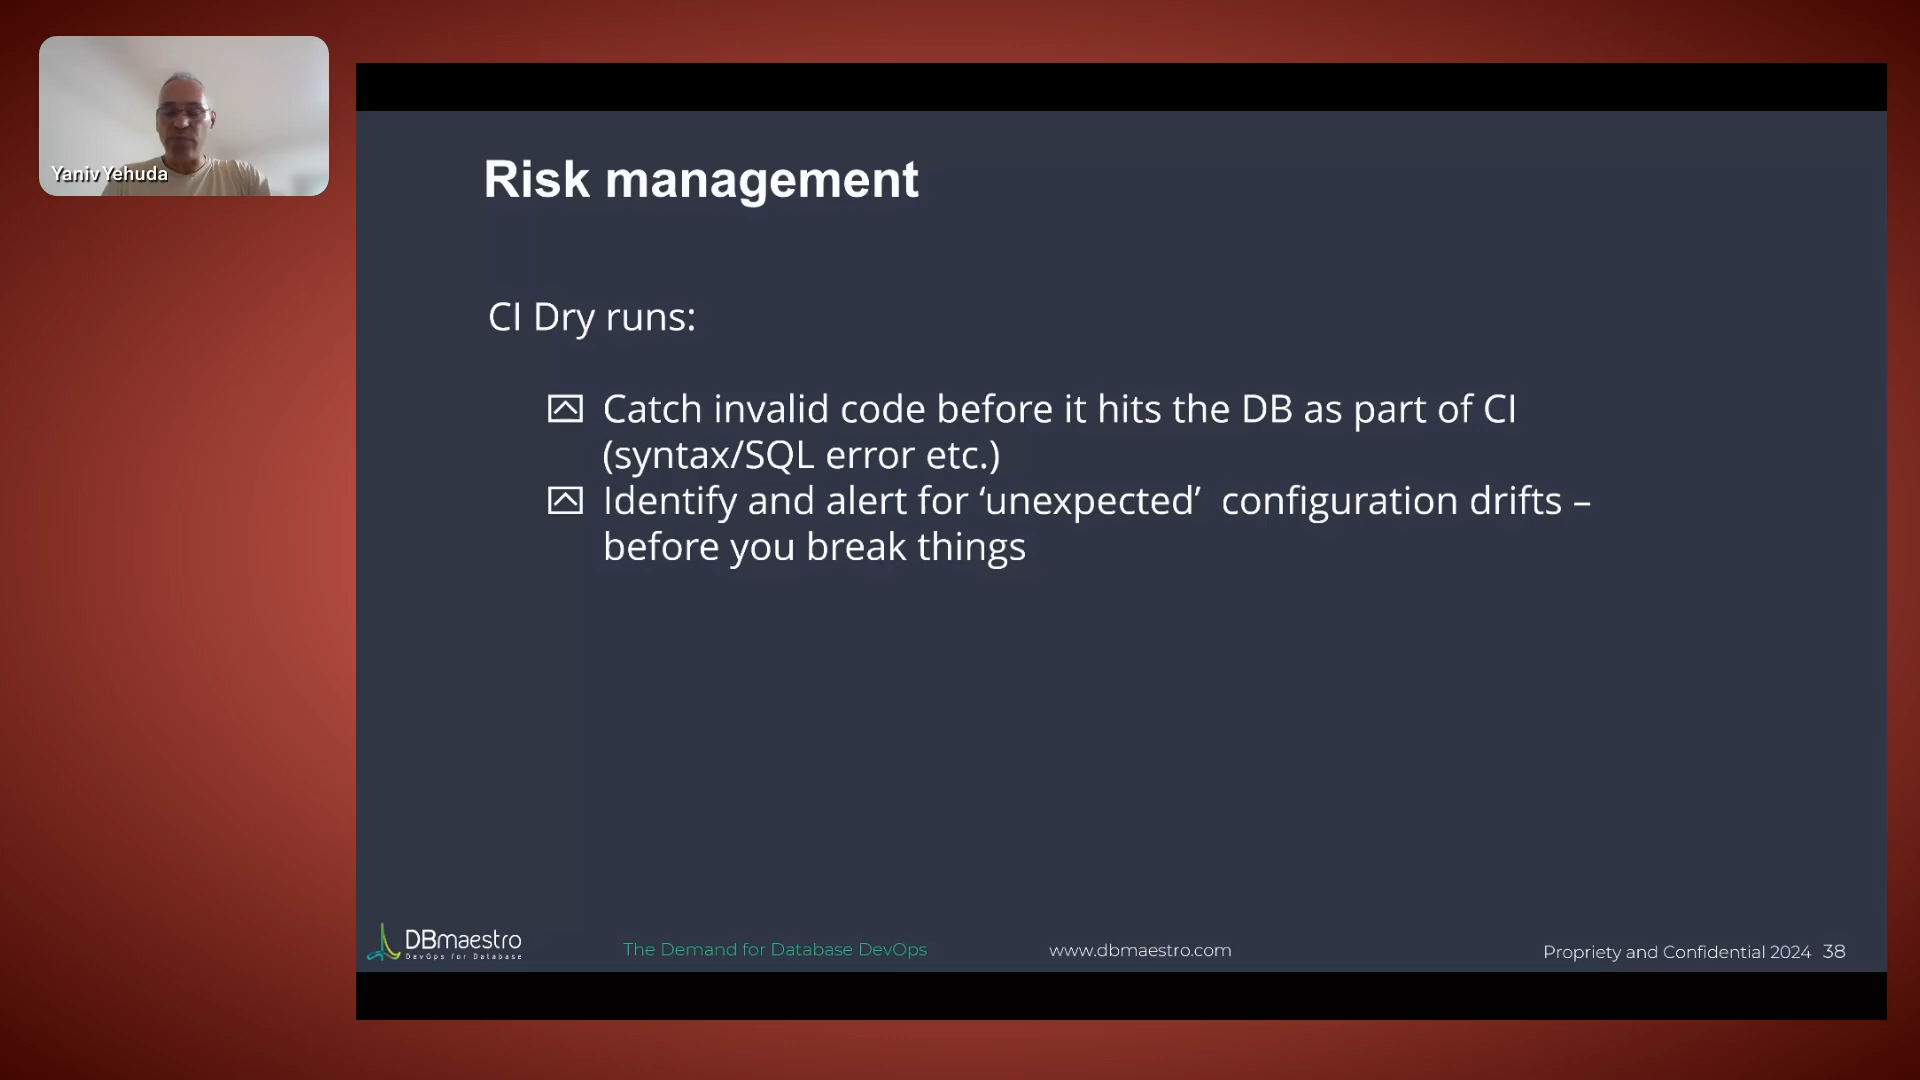 Yaniv Yehuda
Risk management
CI Dry runs:
Catch invalid code before it hits the DB as part of CI
(syntax/SQL error etc.)
Identify and alert for ‘unexpected’  configuration drifts –
before you break things
DBmaestro
DevOps for Database
The Demand for Database DevOps
www.dbmaestro.com
Propriety and Confidential 2024 38